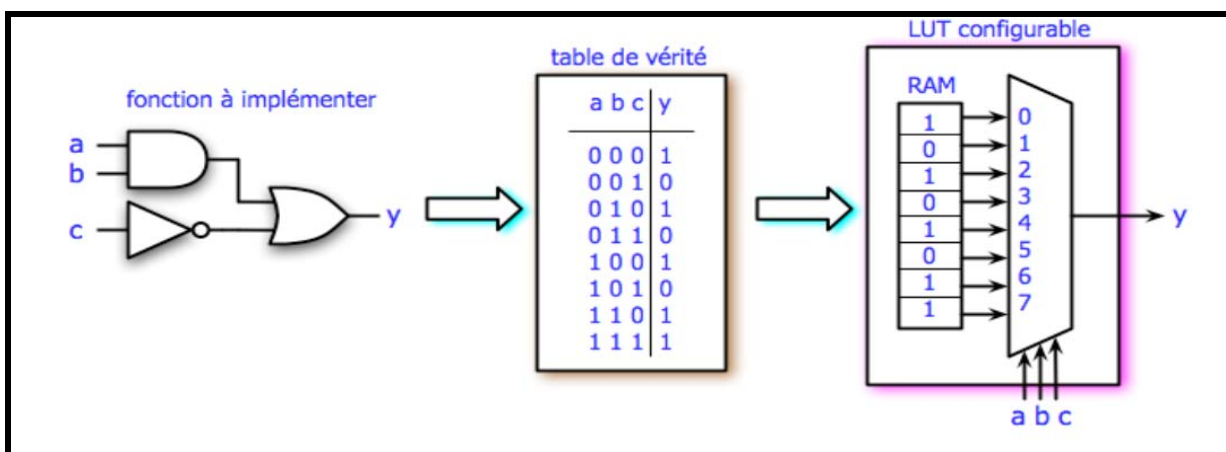 fonction à implémenter
a
b
c
y
table de vérité
a b c y
0 0 0 1
0 0 1 0
0 1 0 1
0 1 1 0
1 0 0 1
1 0 1 0
1 1 0 1
1 1 1 1
LUT configurable
RAM
1 0
0 1
1 2
0 3
1 4
0 5
1 6
1 7
y
a b c